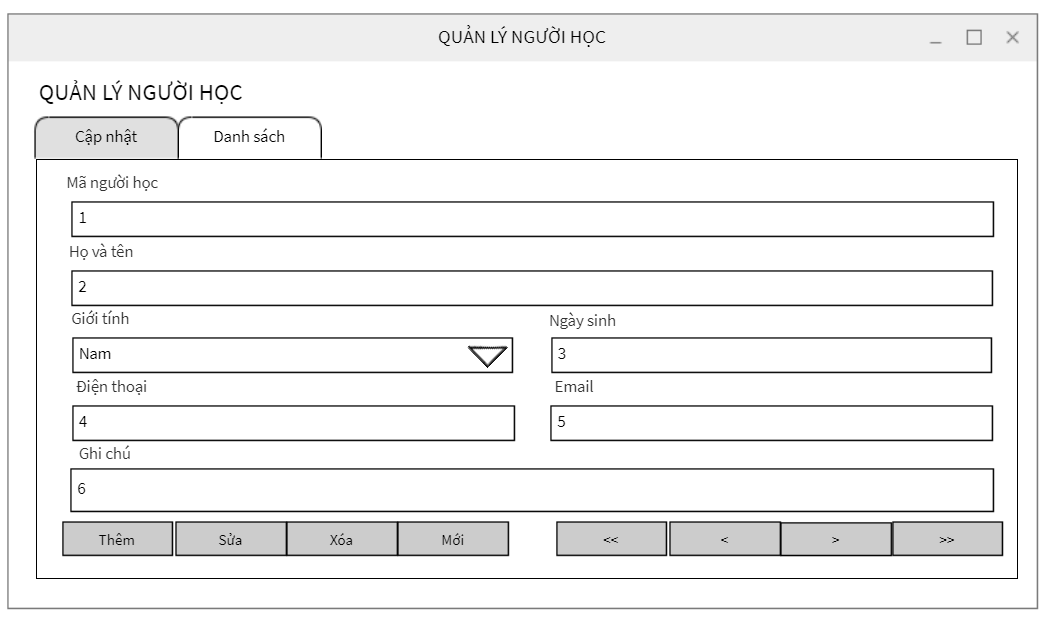 QUẢN LÝ NGƯỜI HỌC
QUẢN LÝ NGƯỜI HỌC
Cập nhật Danh sách
Mã người học
1
Họ và tên
2
Giới tính Ngày sinh
Nam 3
Điện thoại Email
4 5
Ghi chú
6
Thêm Sửa Xóa Mới << < > >>